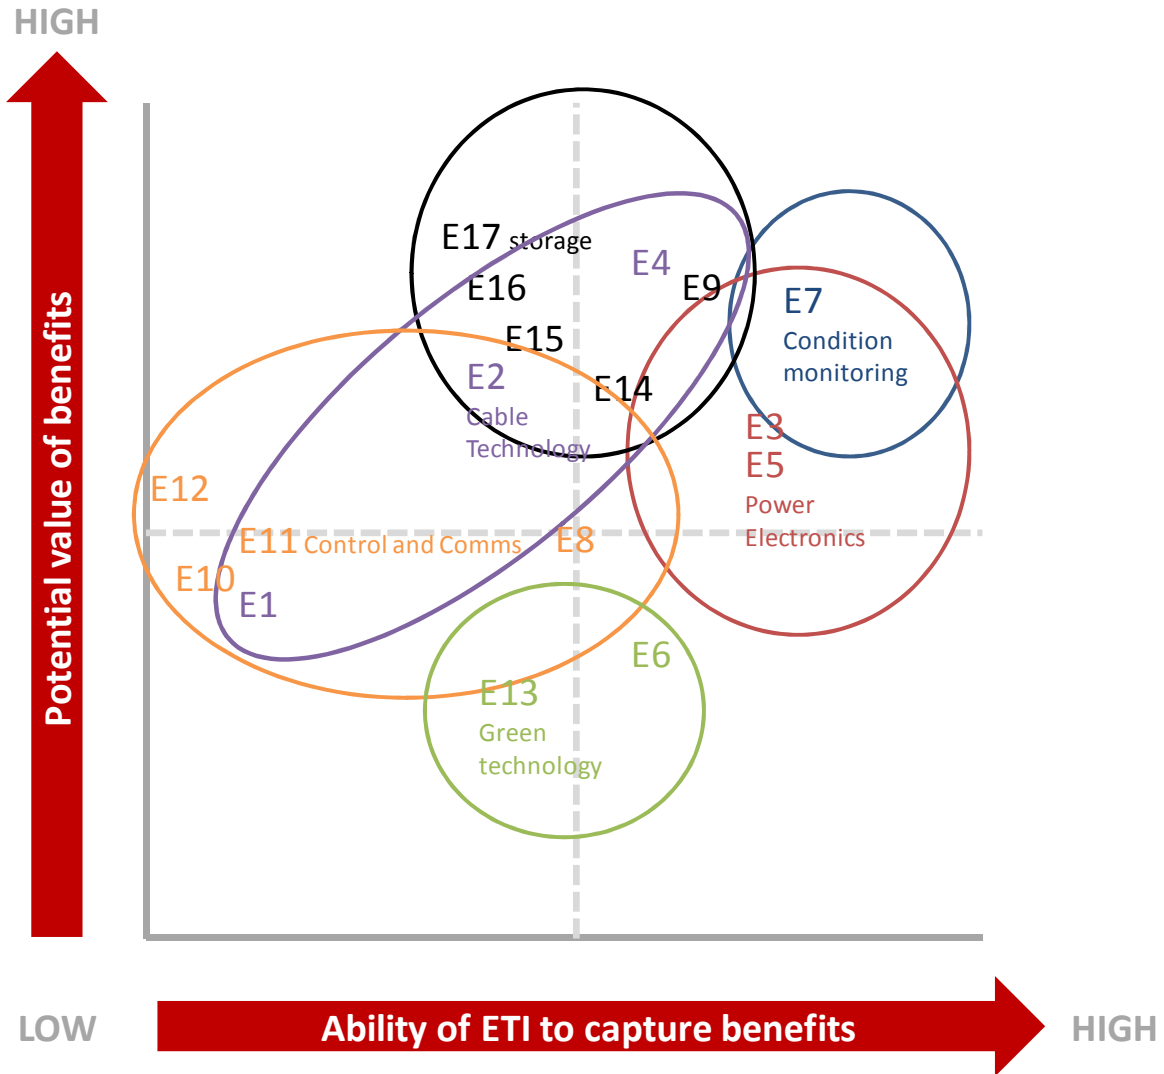 HIGH
Potential value of benefits
E17 storage
E4
E16
E9
E7
Condition
monitoring
E15
E2
Cable
Technology
E14
E3
E5
Power
Electronics
E12
E11 Control and Comms
E8
E10
E1
E6
E13
Green
technology
LOW
Ability of ETI to capture benefits
HIGH